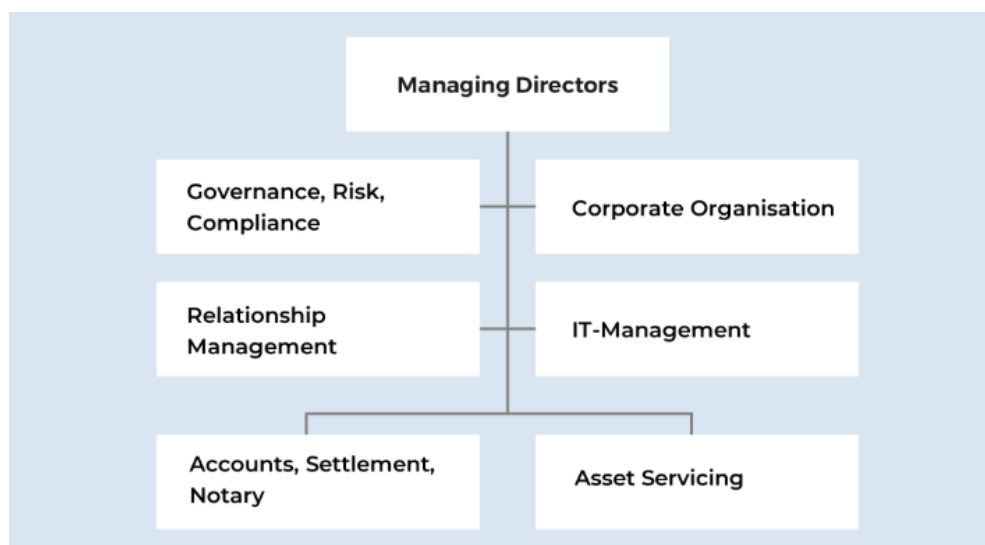 Managing Directors
Governance, Risk,
Compliance
Corporate Organisation
Relationship
Management
IT-Management
Accounts, Settlement,
Notary
Asset Servicing